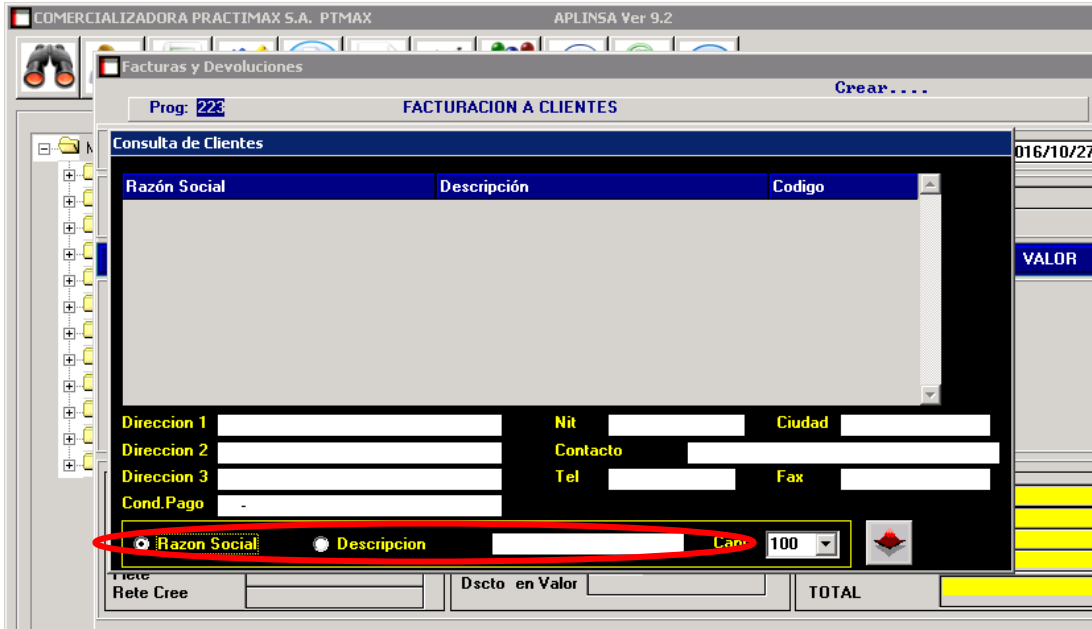 COMERCIALIZADORA PRACTIMAX S.A. PTMAX APLINSA Ver 9.2
Facturas y Devoluciones
Crear....
Prog: 223 FACTURACION A CLIENTES
Consulta de Clientes
016/10/27
Razón Social Descripción Codigo
VALOR
Direccion 1 Nit Ciudad
Direccion 2 Contacto
Direccion 3 Tel Fax
Cond.Pago -
Razon Social Descripcion 100
Rete Cree Dscto en Valor TOTAL